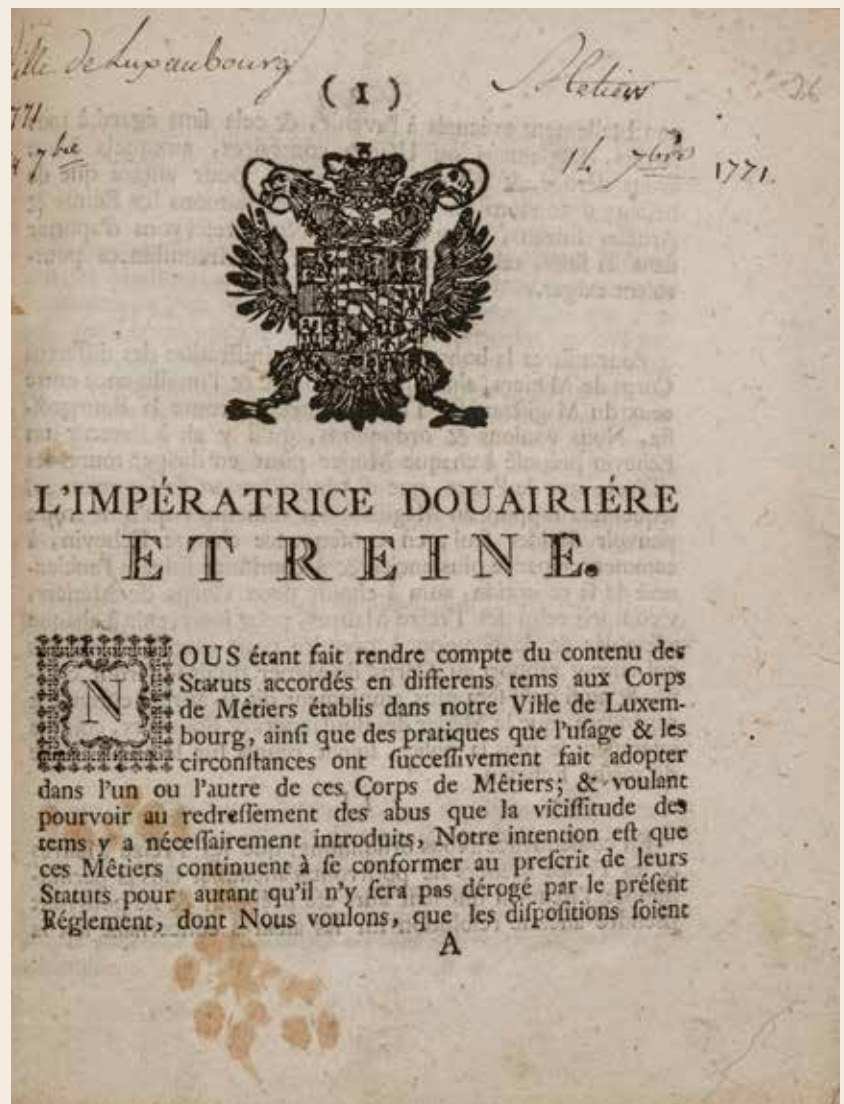 Ville de Luxembourg
( 1 )
Métiers
26
1771
14 7bre
14 7bre 1771.
L'IMPÉRATRICE DOUAIRIÉRE
ET REINE.
NOUS étant fait rendre compte du contenu des
Statuts accordés en differens tems aux Corps
de Mêtiers établis dans notre Ville de Luxem-
bourg, ainſi que des pratiques que l'uſage & les
circonſtances ont ſucceſſivement fait adopter
dans l'un ou l'autre de ces Corps de Mêtiers; & voulant
pourvoir au redreſſement des abus que la viciſſitude des
tems y a néceſſairement introduits, Notre intention eſt que
ces Mêtiers continuent à ſe conformer au preſcrit de leurs
Statuts pour autant qu'il n'y ſera pas dérogé par le préſent
Réglement, dont Nous voulons, que les diſpoſitions ſoient
A